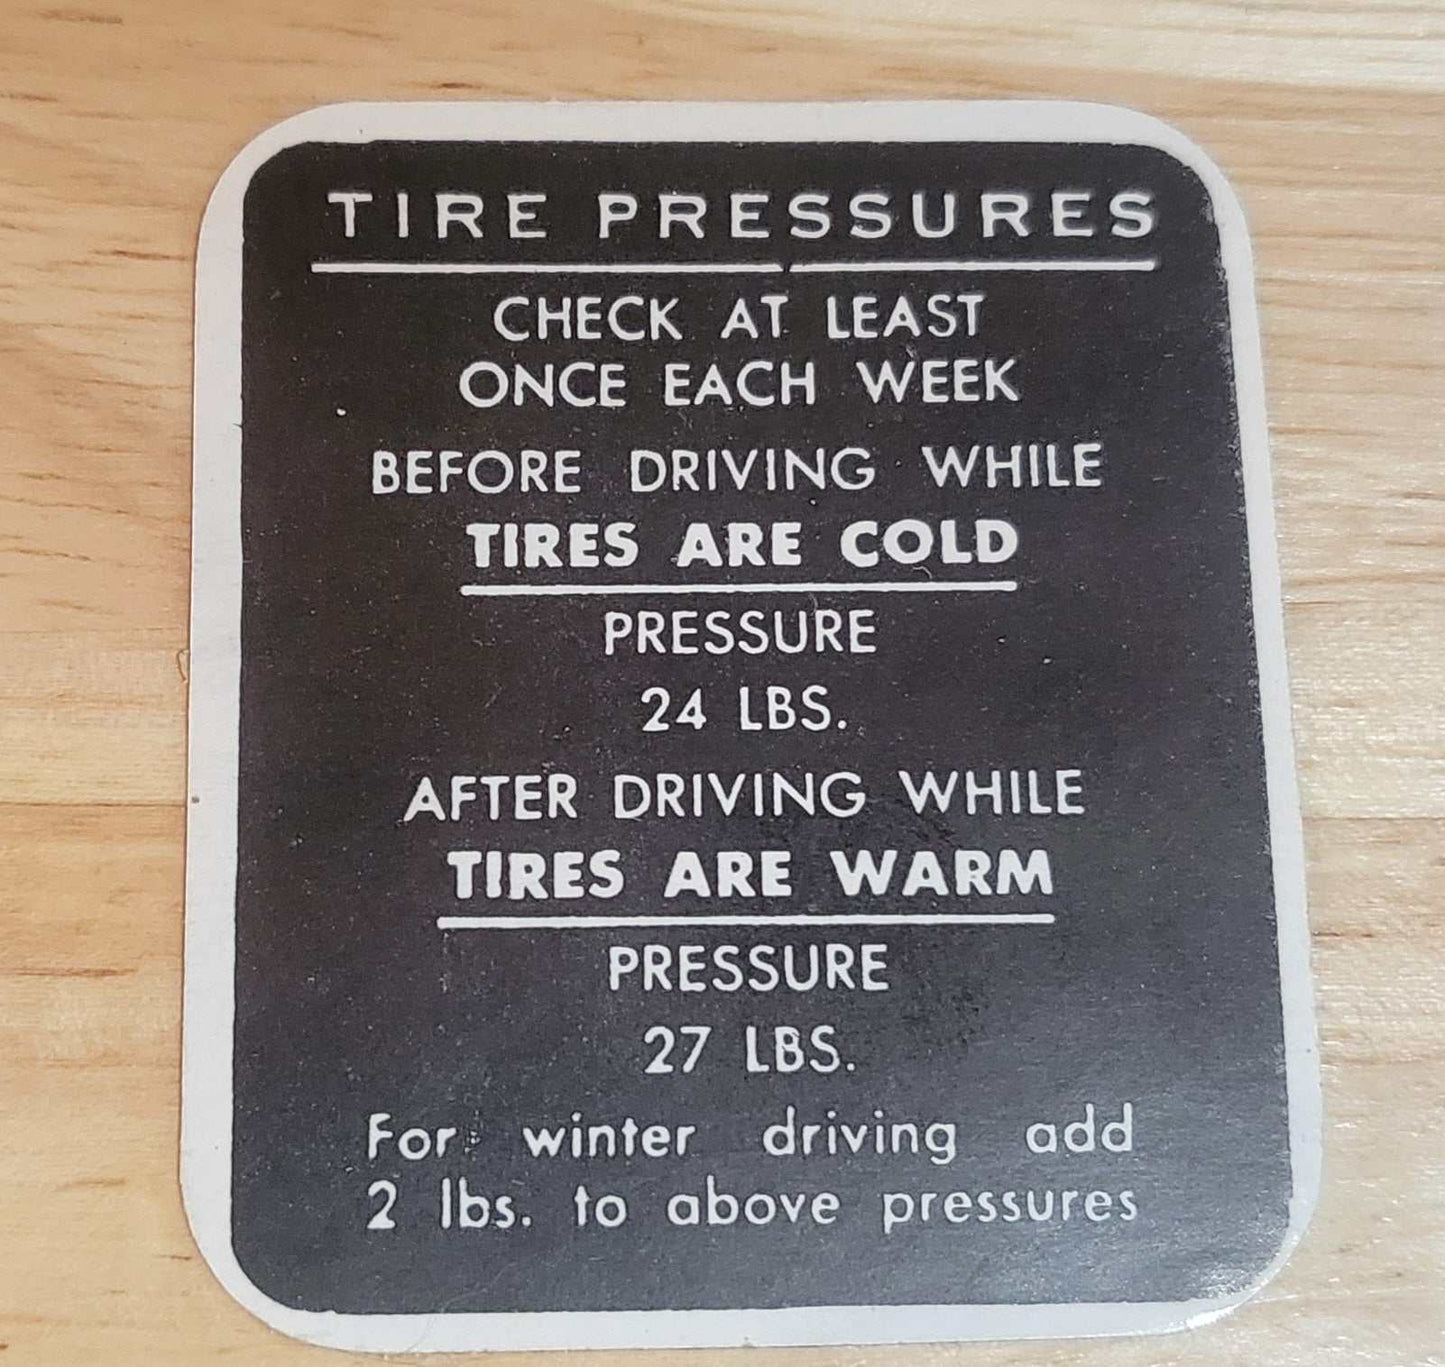 TIRE PRESSURES
CHECK AT LEAST
ONCE EACH WEEK
BEFORE DRIVING WHILE
TIRES ARE COLD
PRESSURE
24 LBS.
AFTER DRIVING WHILE
TIRES ARE WARM
PRESSURE
27 LBS.
For winter driving add
2 lbs. to above pressures